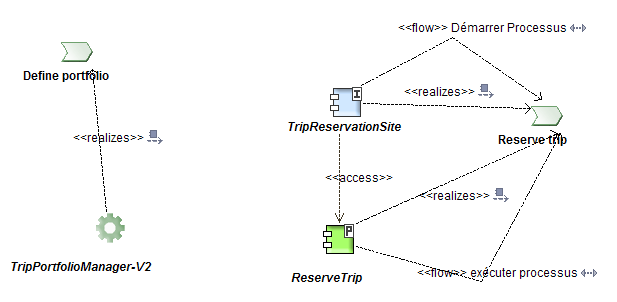 <<flow>> Démarrer Processus
Define portfolio
<<realizes>>
I
TripReservationSite
Reserve trip
<<realizes>>
<<access>>
<<realizes>>
P
TripPortfolioManager-V2
ReserveTrip
<<flow>> exécuter processus